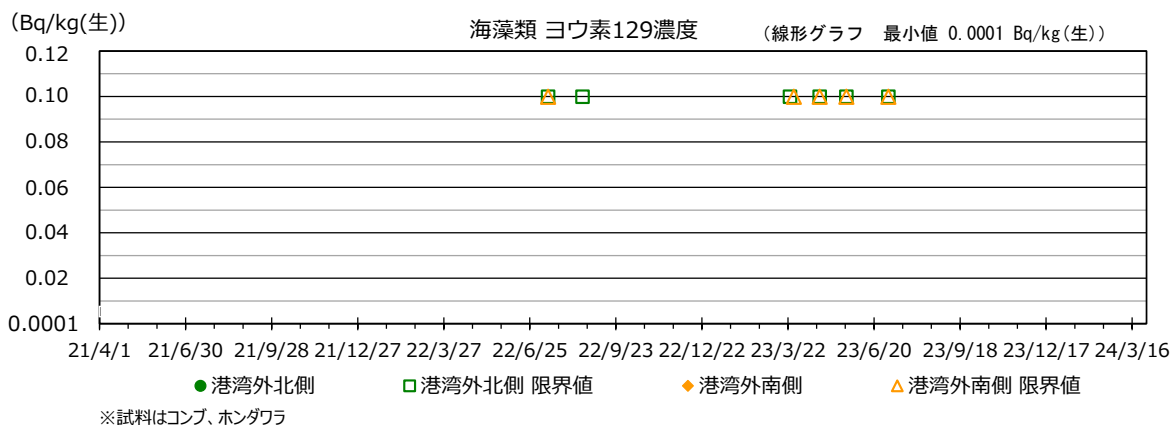 (Bq/kg(生))
海藻類 ヨウ素129濃度
(線形グラフ 最小値 0.0001 Bq/kg(生))
0.12
0.10
0.08
0.06
0.04
0.02
0.0001
21/4/1 21/6/30 21/9/28 21/12/27 22/3/27 22/6/25 22/9/23 22/12/22 23/3/22 23/6/20 23/9/18 23/12/17 24/3/16
港湾外北側 港湾外北側 限界値 港湾外南側 港湾外南側 限界値
※試料はコンブ、ホンダワラ